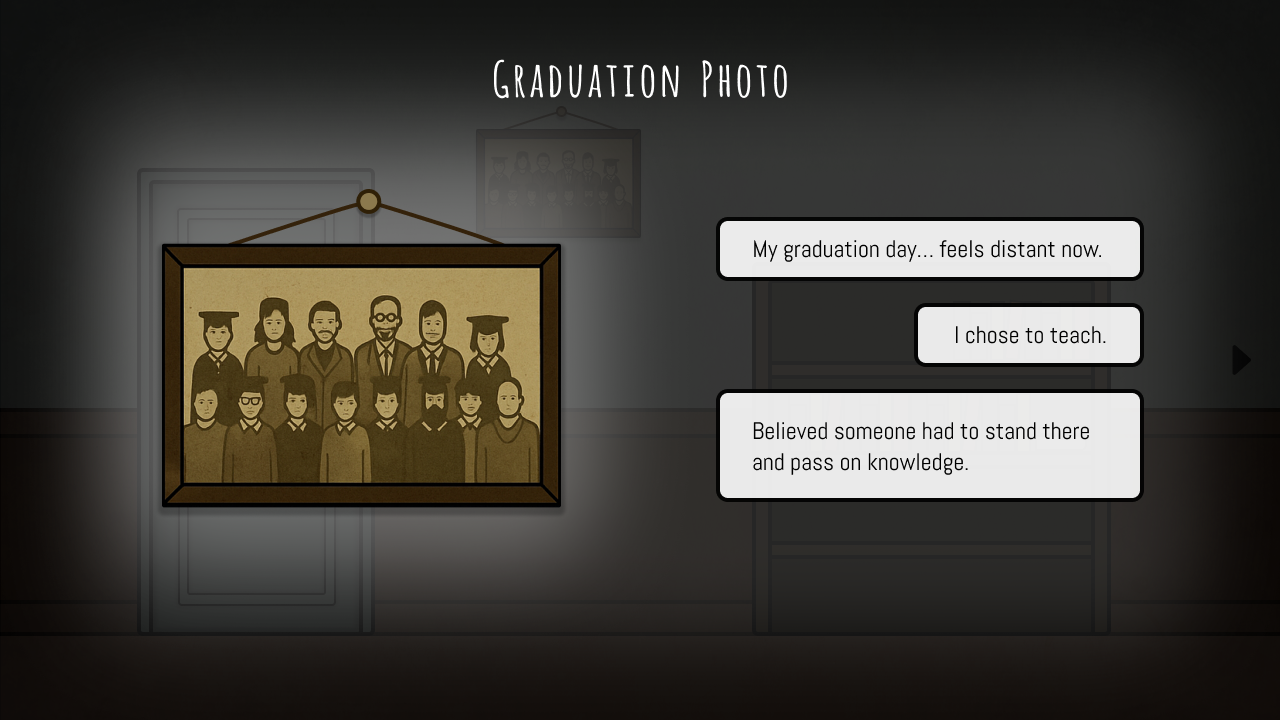 Graduation Photo
My graduation day... feels distant now.
I chose to teach.
Believed someone had to stand there
and pass on knowledge.